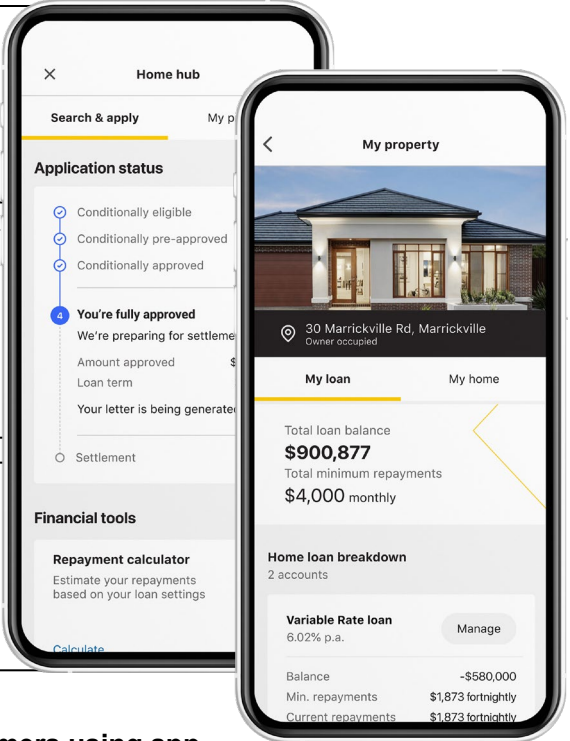 Home hub
Search & apply
Application status
Conditionally eligible
Conditionally pre-approved
Conditionally approved
4
You're fully approved
We're preparing for
Amount approved
Loan term
Your letter is being
Settlement
Financial tools
Repayment calculator
Estimate your repayments
based on your loan settings
Calculate
My property
30 Marrickville Rd, Marrickville
Owner occupied
My loan
My home
Total loan balance
$900,877
Total minimum repayments
$4,000 monthly
Home loan breakdown
2 accounts
Variable Rate loan
6.02% p.a.
Manage
Balance
-$580,000
Min. repayments
$1,873 fortnightly
Current repayments
$1,873 fortnightly
using app